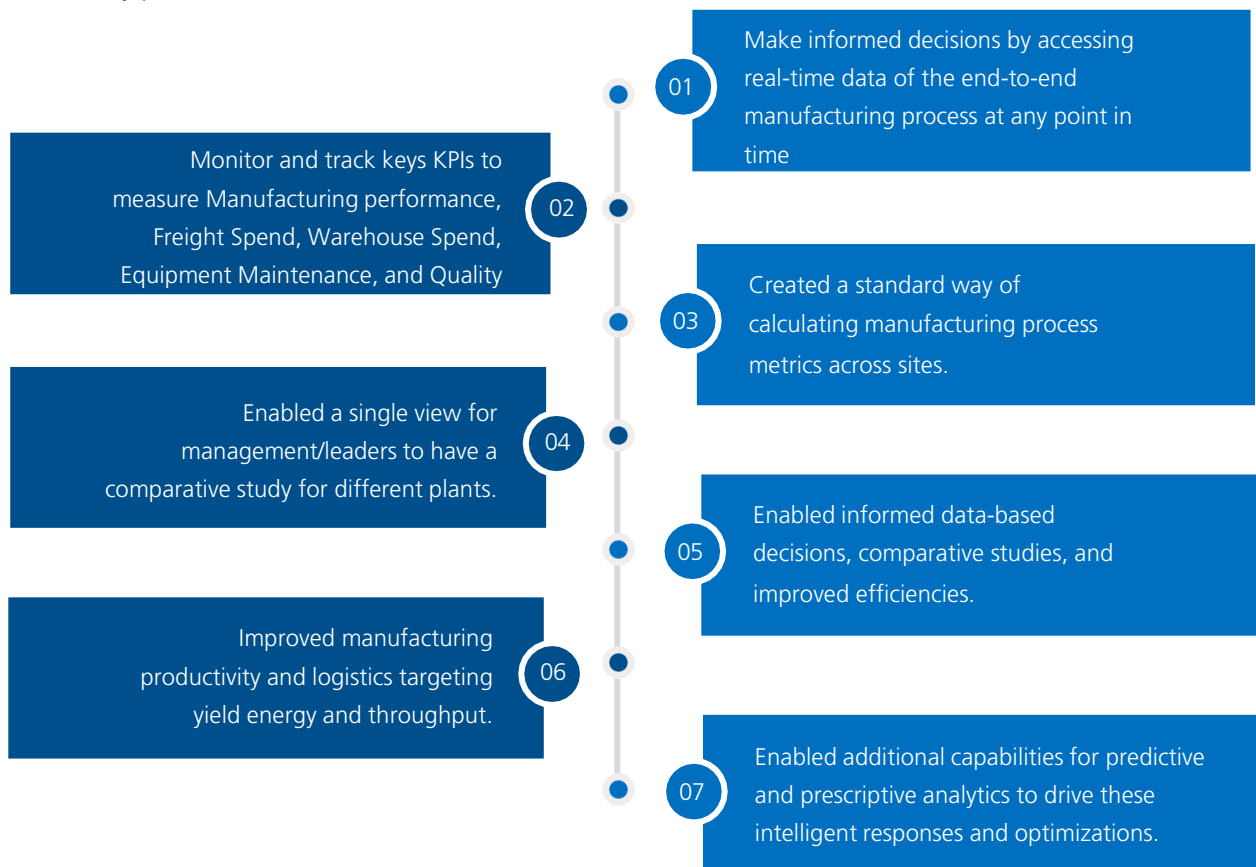 01
Make informed decisions by accessing
real-time data of the end-to-end
manufacturing process at any point in
time
02
Monitor and track keys KPIs to
measure Manufacturing performance,
Freight Spend, Warehouse Spend,
Equipment Maintenance, and Quality
03
Created a standard way of
calculating manufacturing process
metrics across sites.
04
Enabled a single view for
management/leaders to have a
comparative study for different plants.
05
Enabled informed data-based
decisions, comparative studies, and
improved efficiencies.
06
Improved manufacturing
productivity and logistics targeting
yield energy and throughput.
07
Enabled additional capabilities for predictive
and prescriptive analytics to drive these
intelligent responses and optimizations.